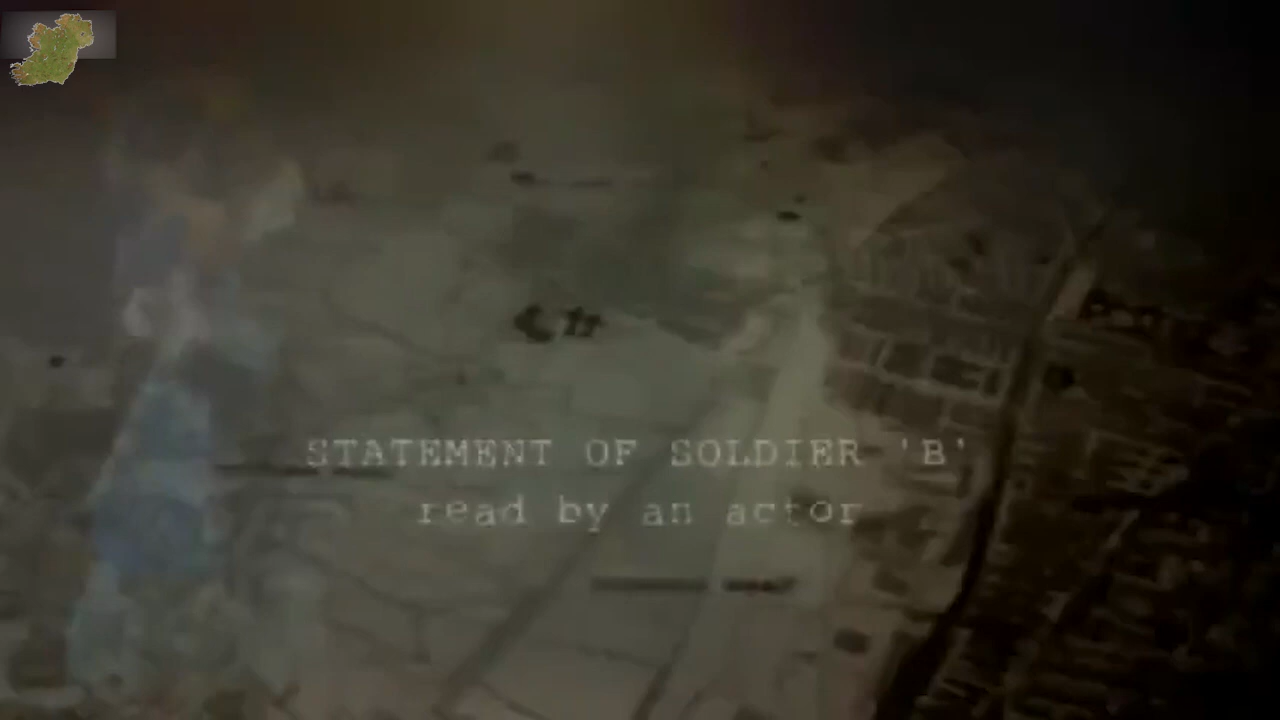 STATEMENT OF SOLDIER 'B'
read by an actor